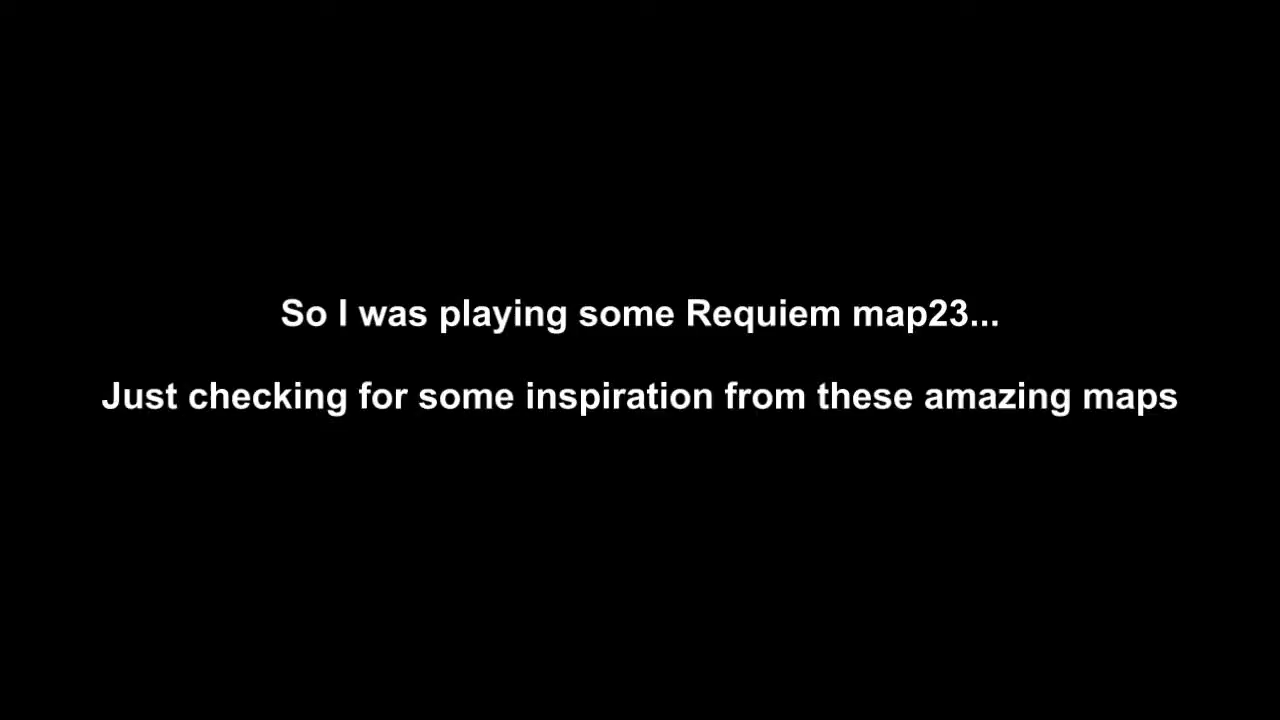 So I was playing some Requiem map23...
Just checking for some inspiration from these amazing maps